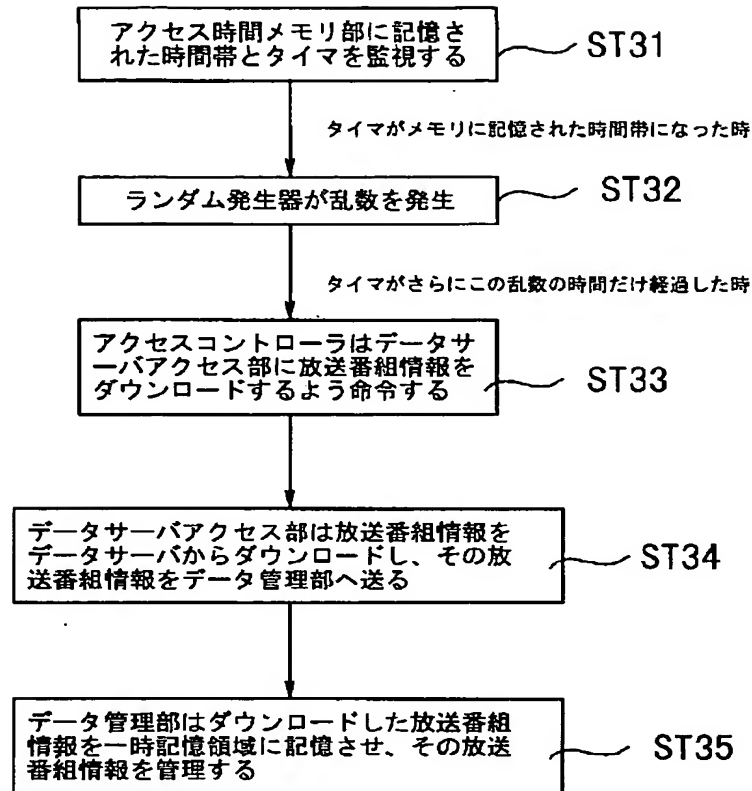 アクセス時間メモリ部に記憶さ
れた時間帯とタイマを監視する
ST31
タイマがメモリに記憶された時間帯になった時
ランダム発生器が乱数を発生
ST32
タイマがさらにこの乱数の時間だけ経過した時
アクセスコントローラはデータサ
ーバアクセス部に放送番組情報を
ダウンロードするよう命令する
ST33
データサーバアクセス部は放送番組情報を
データサーバからダウンロードし、その放
送番組情報をデータ管理部へ送る
ST34
データ管理部はダウンロードした放送番組
情報を一時記憶領域に記憶させ、その放送
番組情報を管理する
ST35